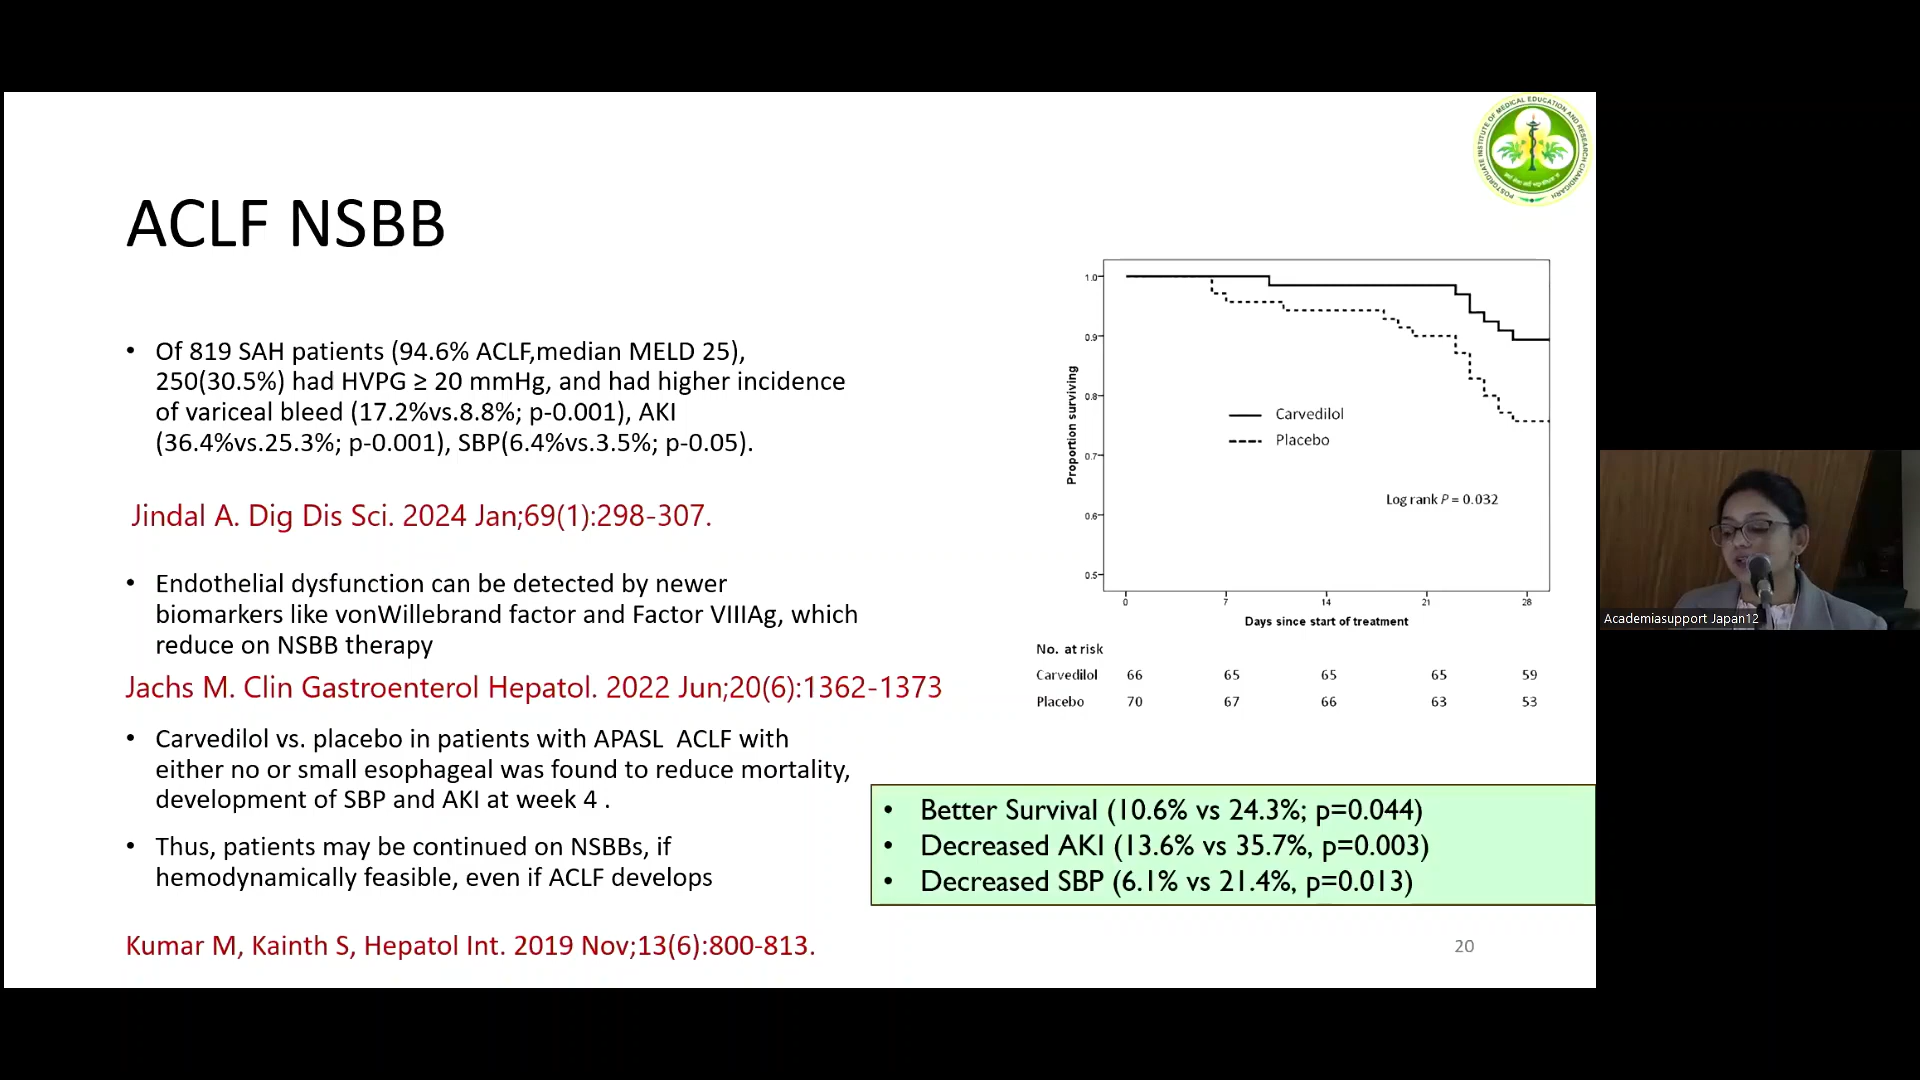 POSTGRADUATE INSTITUTE OF MEDICAL EDUCATION AND RESEARCH CHANDIGARH
ACLF NSBB
• Of 819 SAH patients (94.6% ACLF,median MELD 25),
250(30.5%) had HVPG ≥ 20 mmHg, and had higher incidence
of variceal bleed (17.2%vs.8.8%; p-0.001), AKI
(36.4%vs.25.3%; p-0.001), SBP(6.4%vs.3.5%; p-0.05).
Jindal A. Dig Dis Sci. 2024 Jan;69(1):298-307.
• Endothelial dysfunction can be detected by newer
biomarkers like vonWillebrand factor and Factor VIIIAg, which
reduce on NSBB therapy
Jachs M. Clin Gastroenterol Hepatol. 2022 Jun;20(6):1362-1373
• Carvedilol vs. placebo in patients with APASL ACLF with
either no or small esophageal was found to reduce mortality,
development of SBP and AKI at week 4 .
• Thus, patients may be continued on NSBBs, if
hemodynamically feasible, even if ACLF develops
Kumar M, Kainth S, Hepatol Int. 2019 Nov;13(6):800-813.
Proportion surviving
1.0
0.9
0.8
0.7
0.6
0.5
Carvedilol
Placebo
Log rank P = 0.032
0 7 14 21 28
Days since start of treatment
No. at risk
Carvedilol 66 65 65 65 59
Placebo 70 67 66 63 53
• Better Survival (10.6% vs 24.3%; p=0.044)
• Decreased AKI (13.6% vs 35.7%, p=0.003)
• Decreased SBP (6.1% vs 21.4%, p=0.013)
20
Academiasupport Japan12